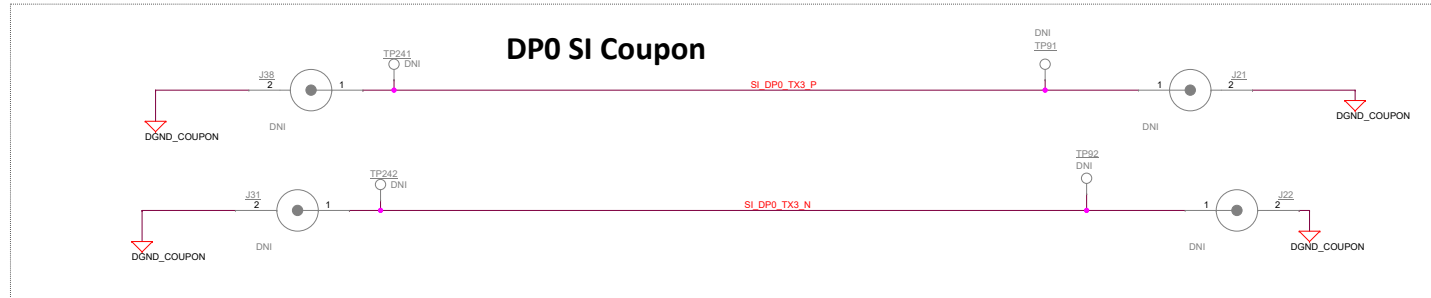 DP0 SI Coupon
DNI
TP241
DNI
TP91
J38
2
1
SI_DP0_TX3_P
1
J21
2
DNI
DNI
DGND_COUPON
DGND_COUPON
TP92
TP242
DNI
DNI
J31
2
1
SI_DP0_TX3_N
1
J22
2
DNI
DNI
DGND_COUPON
DGND_COUPON